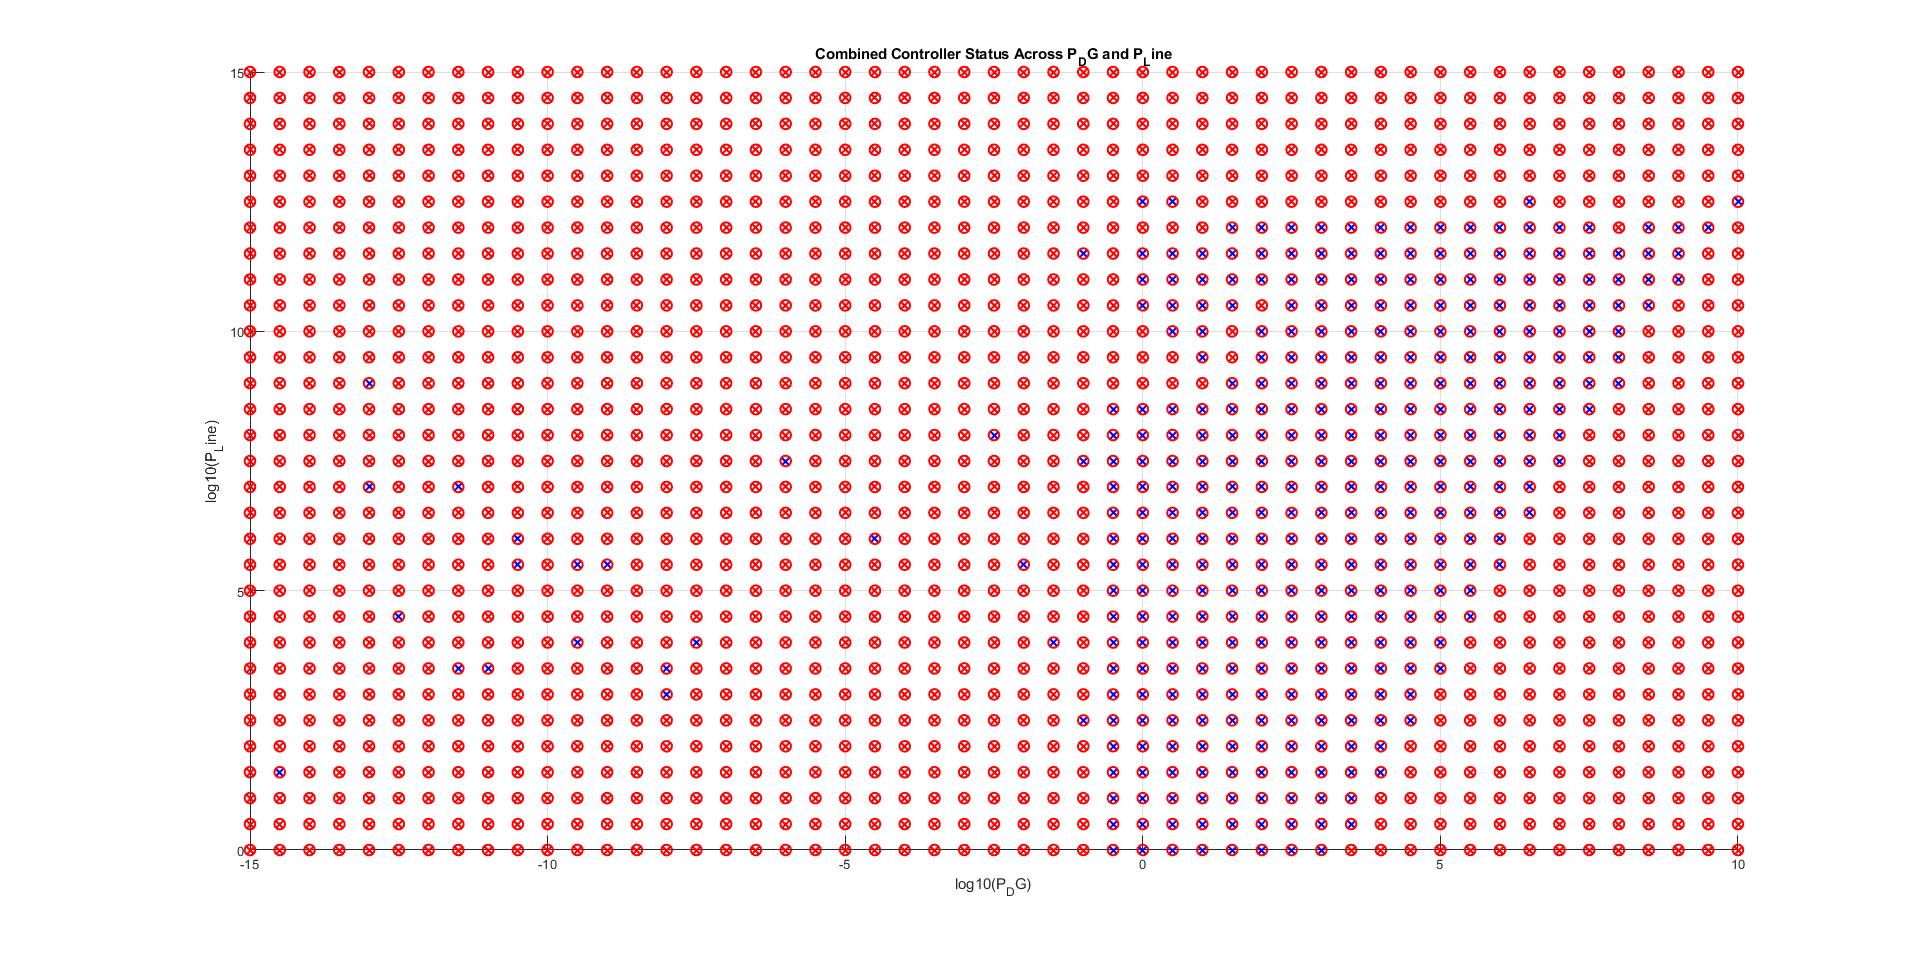 Combined Controller Status Across P_DG and P_Line
15
10
5
0
log10(P_Line)
-15 -10 -5 0 5 10
log10(P_DG)